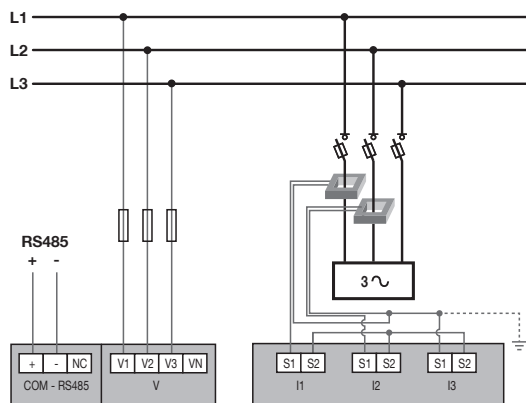 L1
L2
L3
RS485
+ -
3
+ - NC
COM - RS485
V1 V2 V3 VN
V
S1 S2
I1
S1 S2
I2
S1 S2
I3